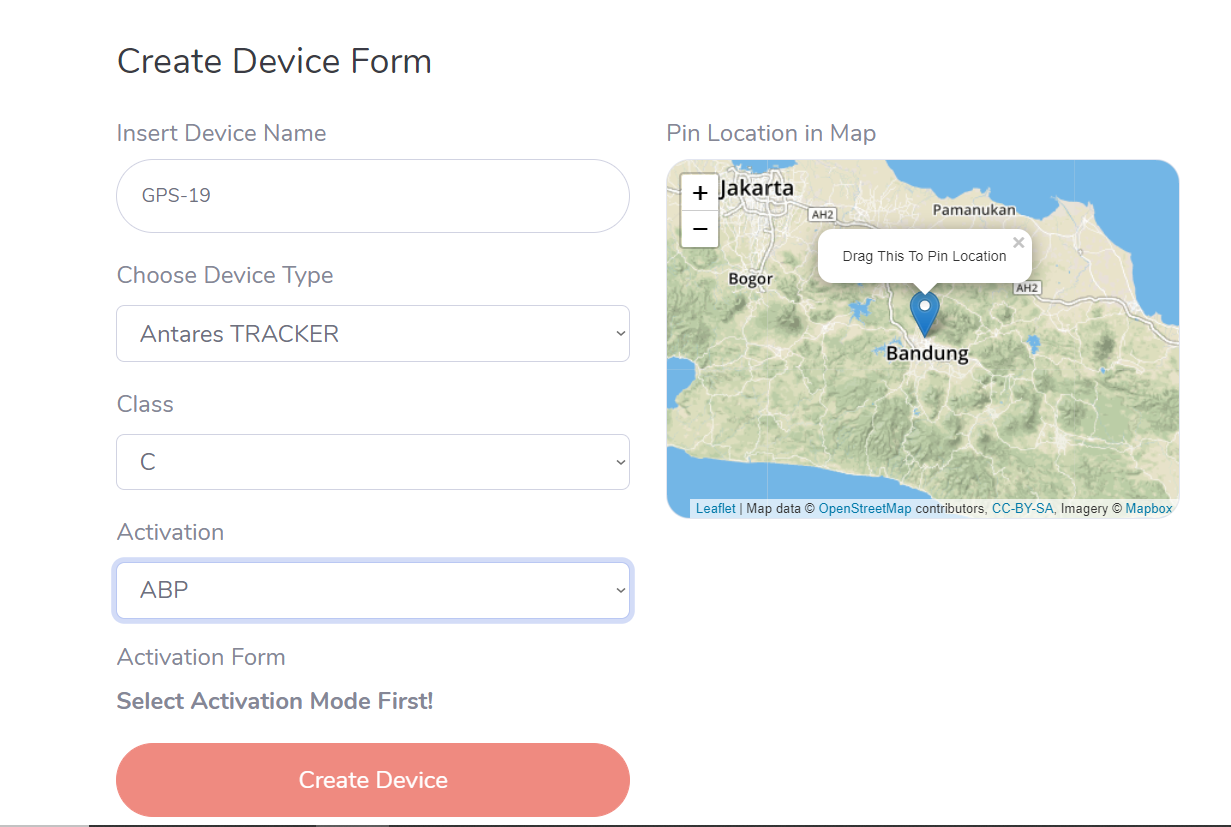 Create Device Form
Insert Device Name
GPS-19
Choose Device Type
Antares TRACKER
Class
C
Activation
ABP
Activation Form
Select Activation Mode First!
Create Device
Pin Location in Map
+
−
Jakarta
AH2
Pamanukan
Drag This To Pin Location
×
Bogor
AH2
Bandung
Leaflet | Map data © OpenStreetMap contributors, CC-BY-SA, Imagery © Mapbox